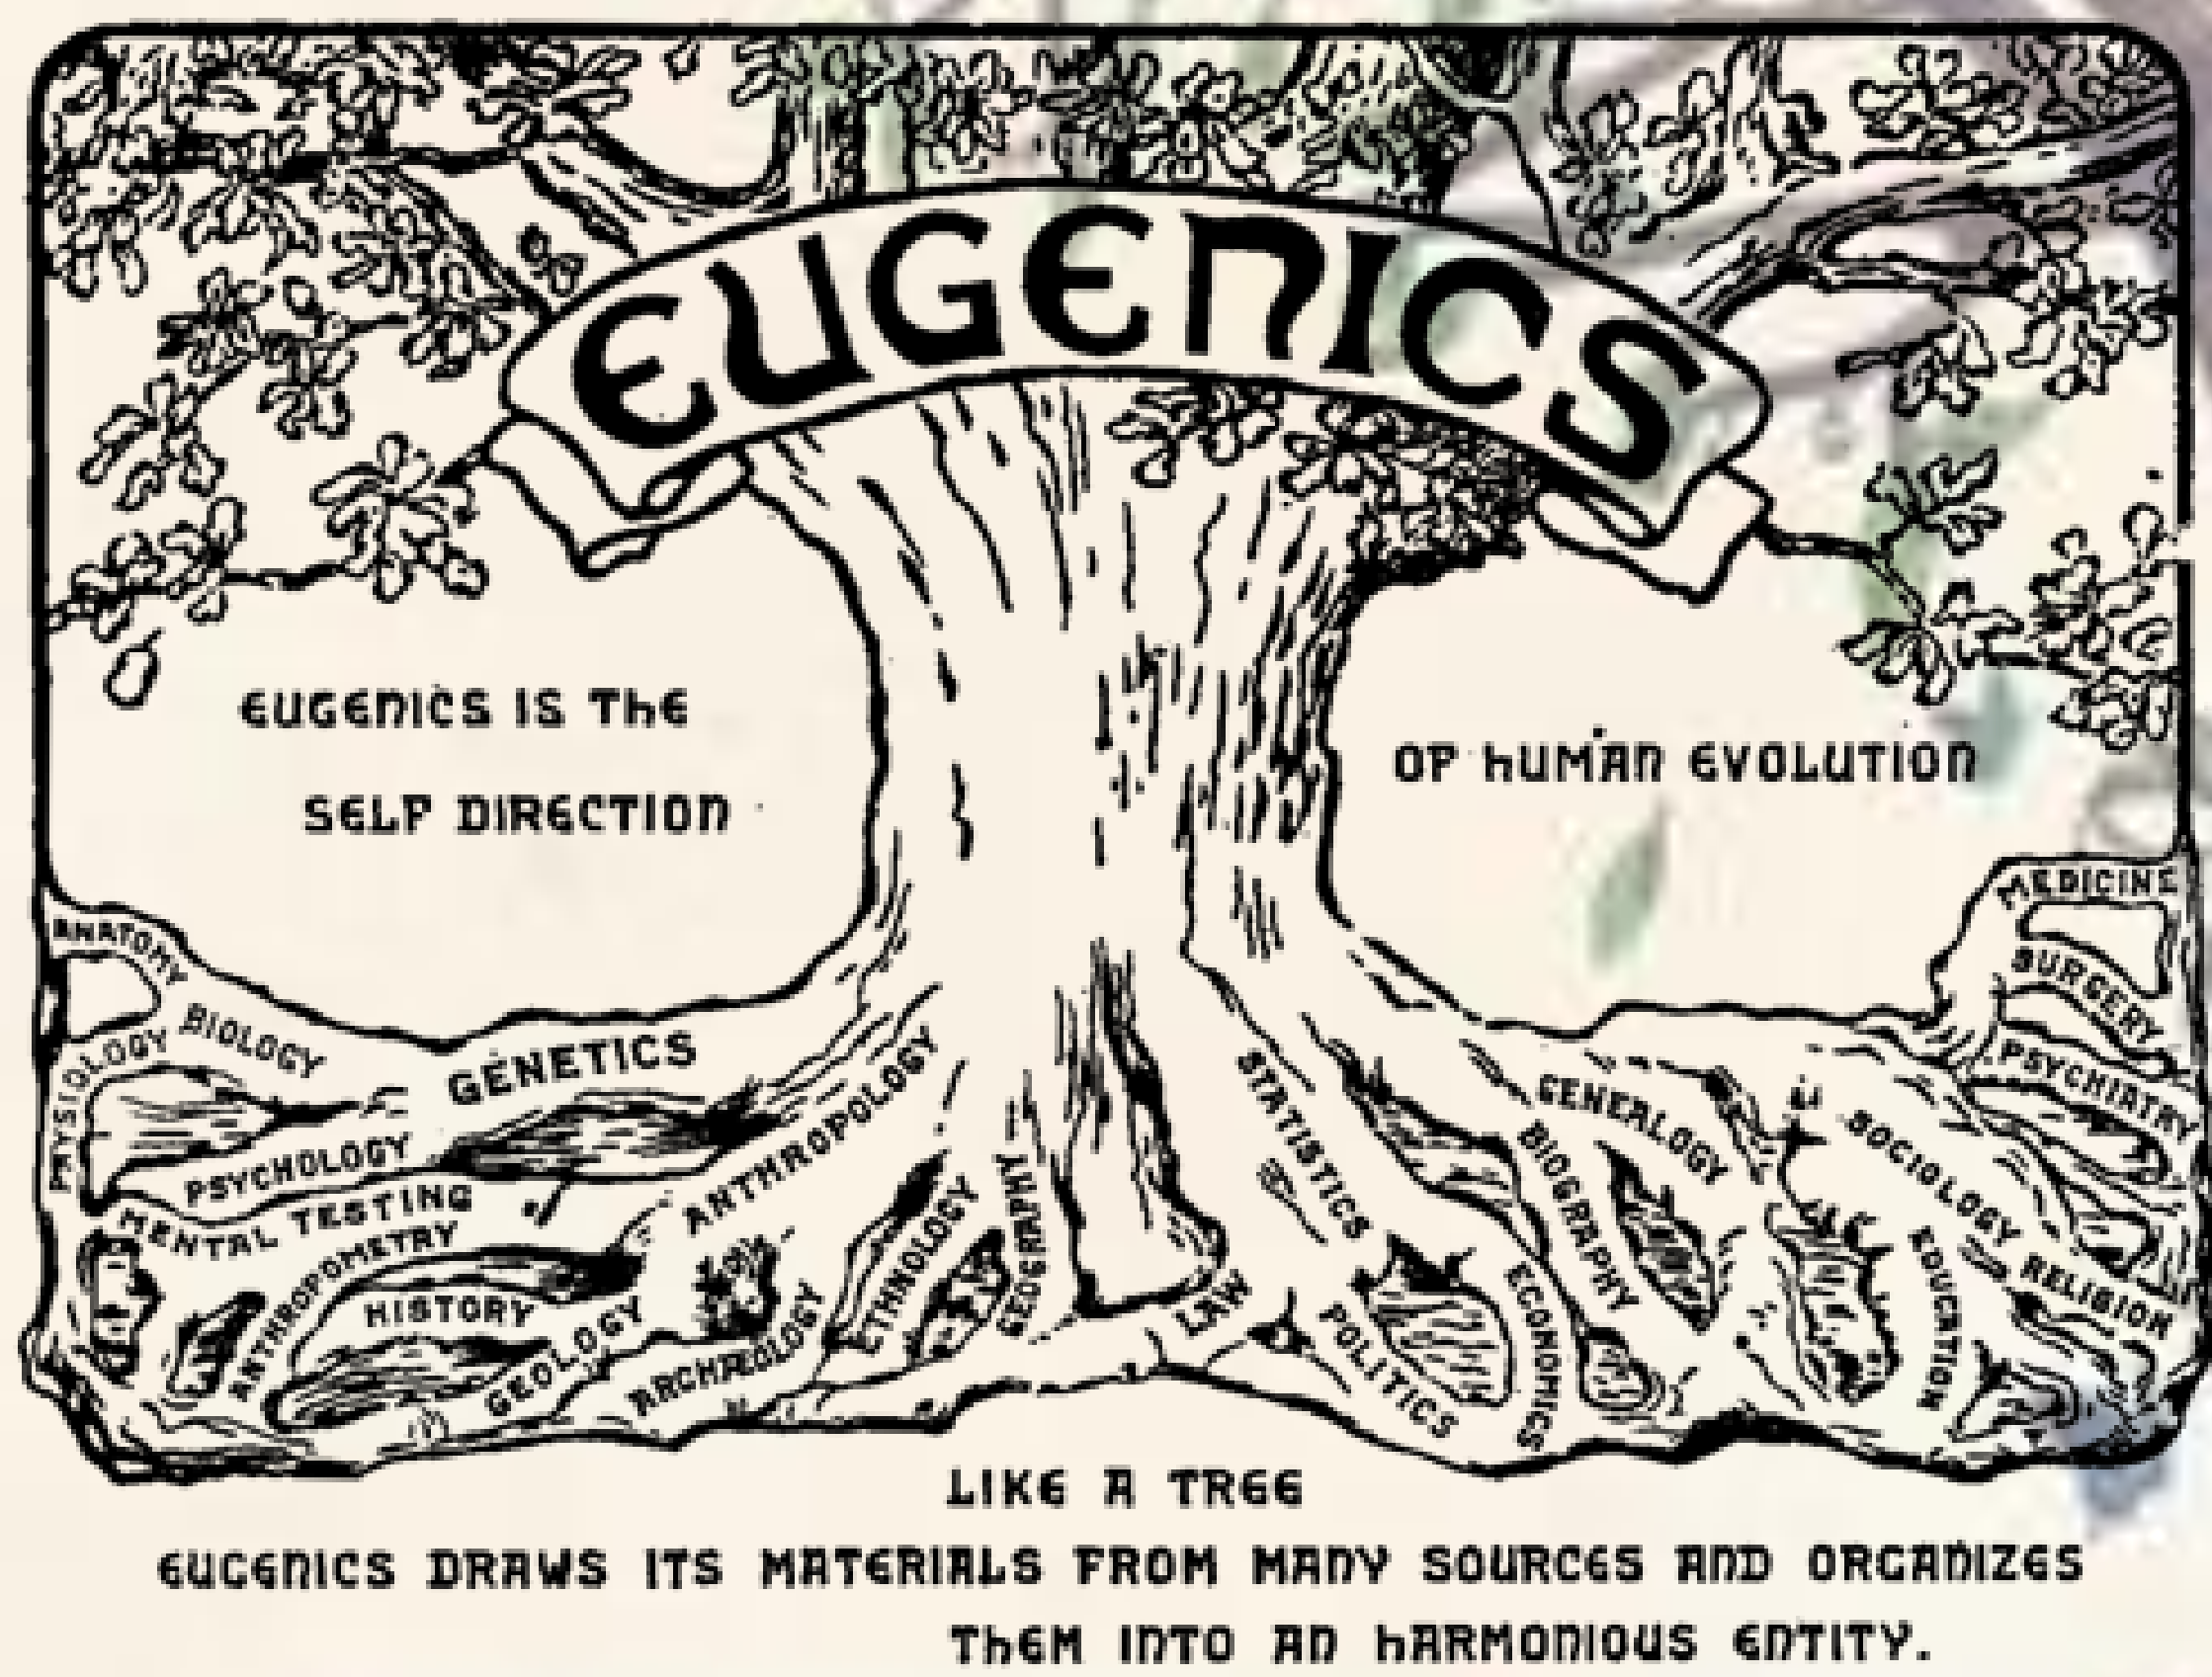 EUGENICS
EUGENICS IS THE
SELF DIRECTION
OF HUMAN EVOLUTION
ANATOMY
BIOLOGY
PHYSIOLOGY
GENETICS
PSYCHOLOGY
MENTAL TESTING
ANTHROPOMETRY
HISTORY
GEOLOGY
ANTHROPOLOGY
ARCHAEOLOGY
ETHNOLOGY
GEOGRAPHY
LAW
STATISTICS
POLITICS
ECONOMICS
BIOGRAPHY
GENEALOGY
SOCIOLOGY
EDUCATION
RELIGION
PSYCHIATRY
SURGERY
MEDICINE
LIKE A TREE
EUGENICS DRAWS ITS MATERIALS FROM MANY SOURCES AND ORGANIZES
THEM INTO AN HARMONIOUS ENTITY.